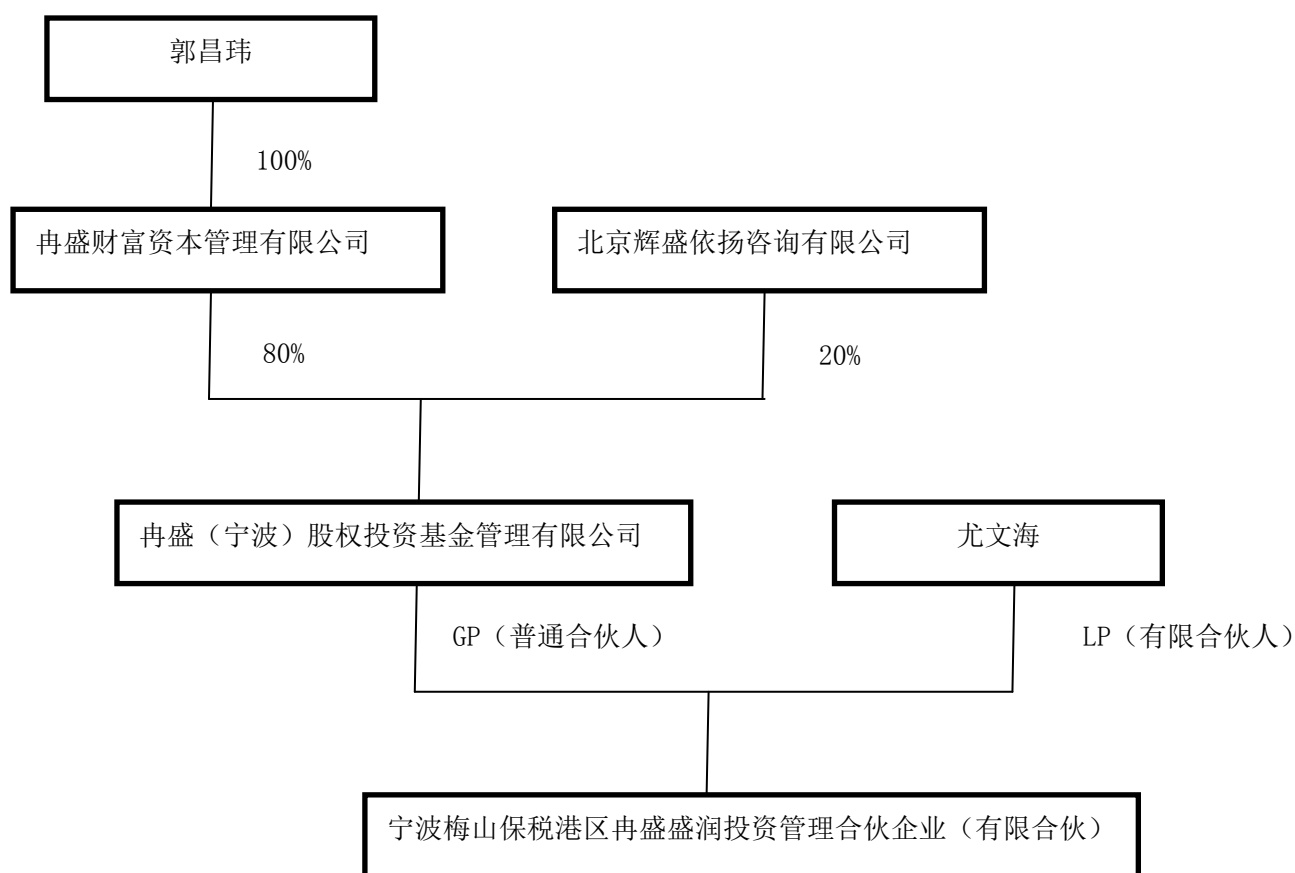 郭昌玮
100%
冉盛财富资本管理有限公司
北京辉盛依扬咨询有限公司
80%
20%
冉盛（宁波）股权投资基金管理有限公司
尤文海
GP（普通合伙人）
LP（有限合伙人）
宁波梅山保税港区冉盛盛润投资管理合伙企业（有限合伙）